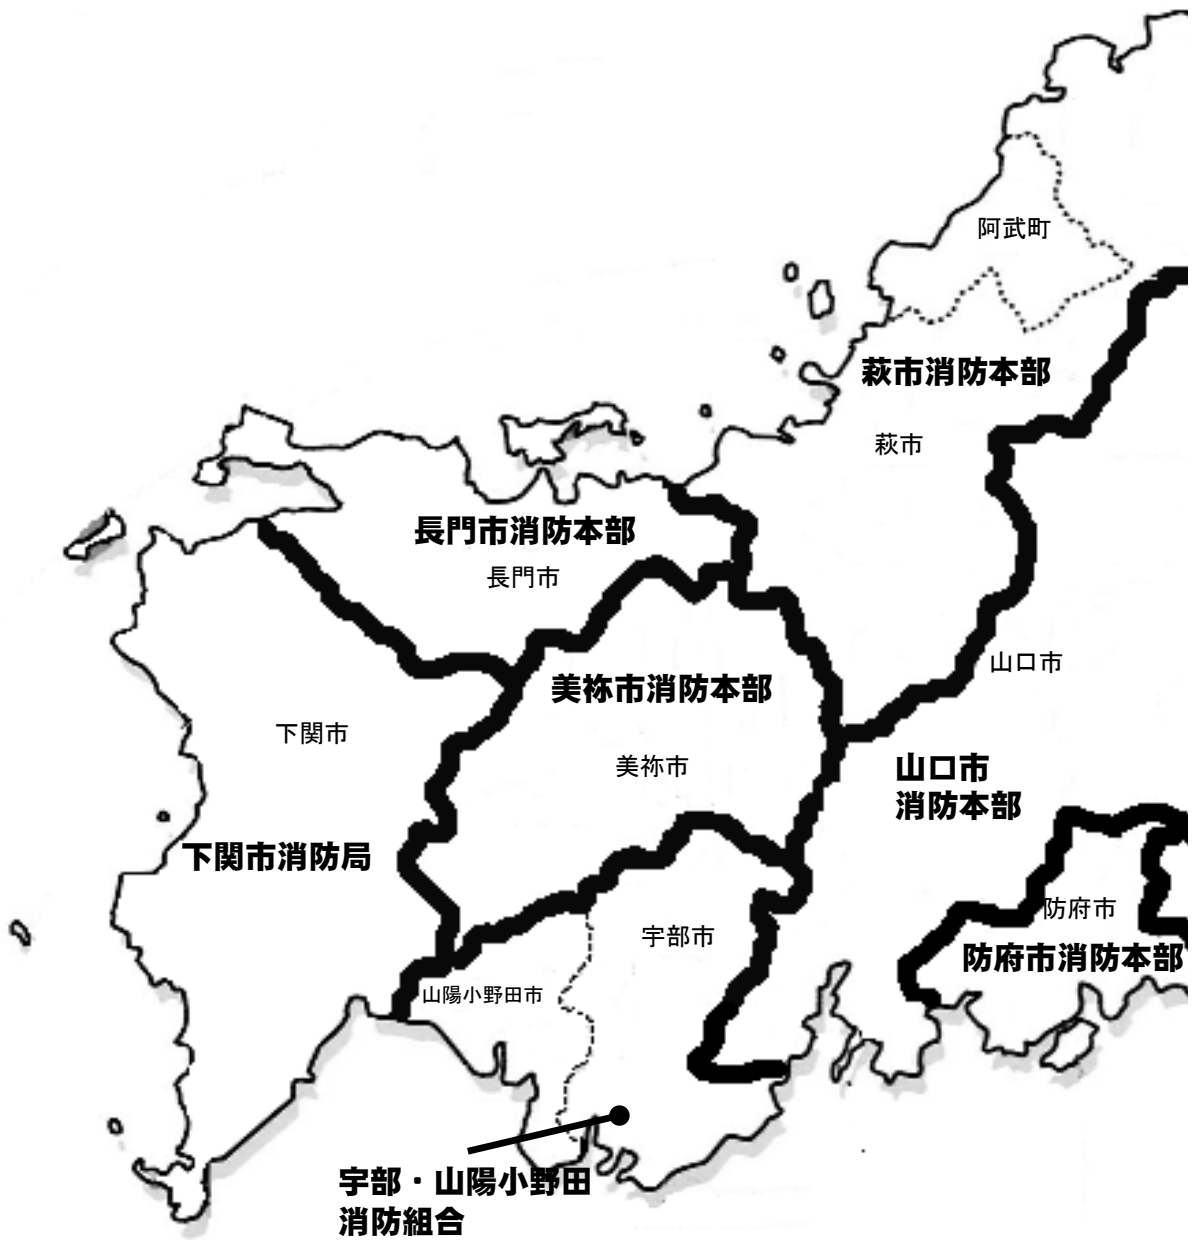 阿武町
萩市消防本部
萩市
長門市消防本部
長門市
山口市
美祢市消防本部
下関市
美祢市
山口市
消防本部
下関市消防局
防府市
宇部市
防府市消防本部
山陽小野田市
宇部・山陽小野田
消防組合